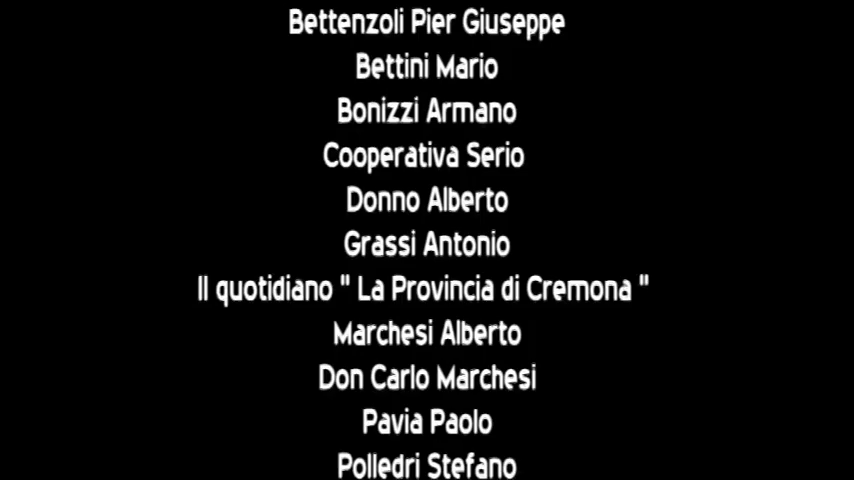 Bettenzoli Pier Giuseppe
Bettini Mario
Bonizzi Armano
Cooperativa Serio
Donno Alberto
Grassi Antonio
Il quotidiano " La Provincia di Cremona "
Marchesi Alberto
Don Carlo Marchesi
Pavia Paolo
Polledri Stefano